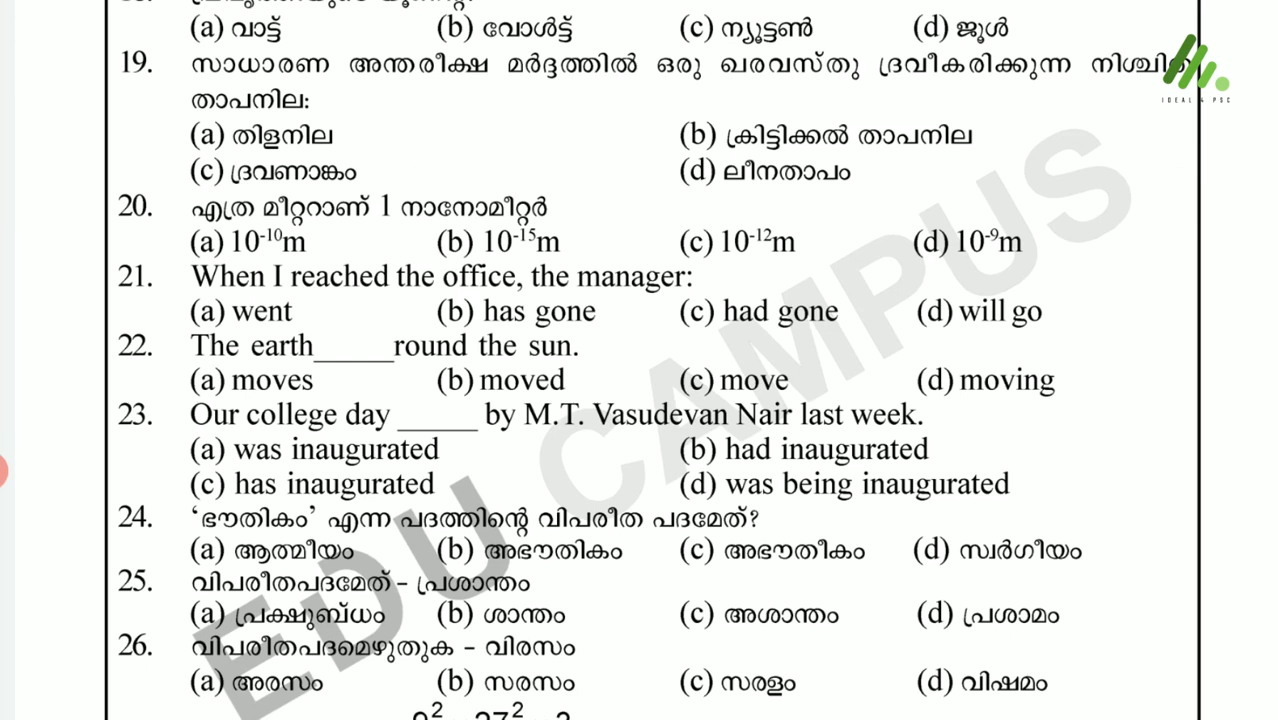 (a) വാട്ട് (b) വോൾട്ട് (c) ന്യൂട്ടൺ (d) ജൂൾ
19. സാധാരണ അന്തരീക്ഷ മർദ്ദത്തിൽ ഒരു ഖരവസ്തു ദ്രവീകരിക്കുന്ന നിശ്ചിത
താപനില:
(a) തിളനില (b) ക്രിട്ടിക്കൽ താപനില
(c) ദ്രവണാങ്കം (d) ലീനതാപം
20. എത്ര മീറ്ററാണ് 1 നാനോമീറ്റർ
(a) 10⁻¹⁰m (b) 10⁻¹⁵m (c) 10⁻¹²m (d) 10⁻⁹m
21. When I reached the office, the manager:
(a) went (b) has gone (c) had gone (d) will go
22. The earth_____round the sun.
(a) moves (b) moved (c) move (d) moving
23. Our college day _____ by M.T. Vasudevan Nair last week.
(a) was inaugurated (b) had inaugurated
(c) has inaugurated (d) was being inaugurated
24. ‘ഭൗതികം’ എന്ന പദത്തിന്റെ വിപരീത പദമേത്?
(a) ആത്മീയം (b) അഭൗതികം (c) അഭൗതീകം (d) സ്വർഗീയം
25. വിപരീതപദമേത് – പ്രശാന്തം
(a) പ്രക്ഷുബ്ധം (b) ശാന്തം (c) അശാന്തം (d) പ്രശാമം
26. വിപരീതപദമെഴുതുക – വിരസം
(a) അരസം (b) സരസം (c) സരളം (d) വിഷമം
IDEAL 4 PSC
EDU CAMPUS